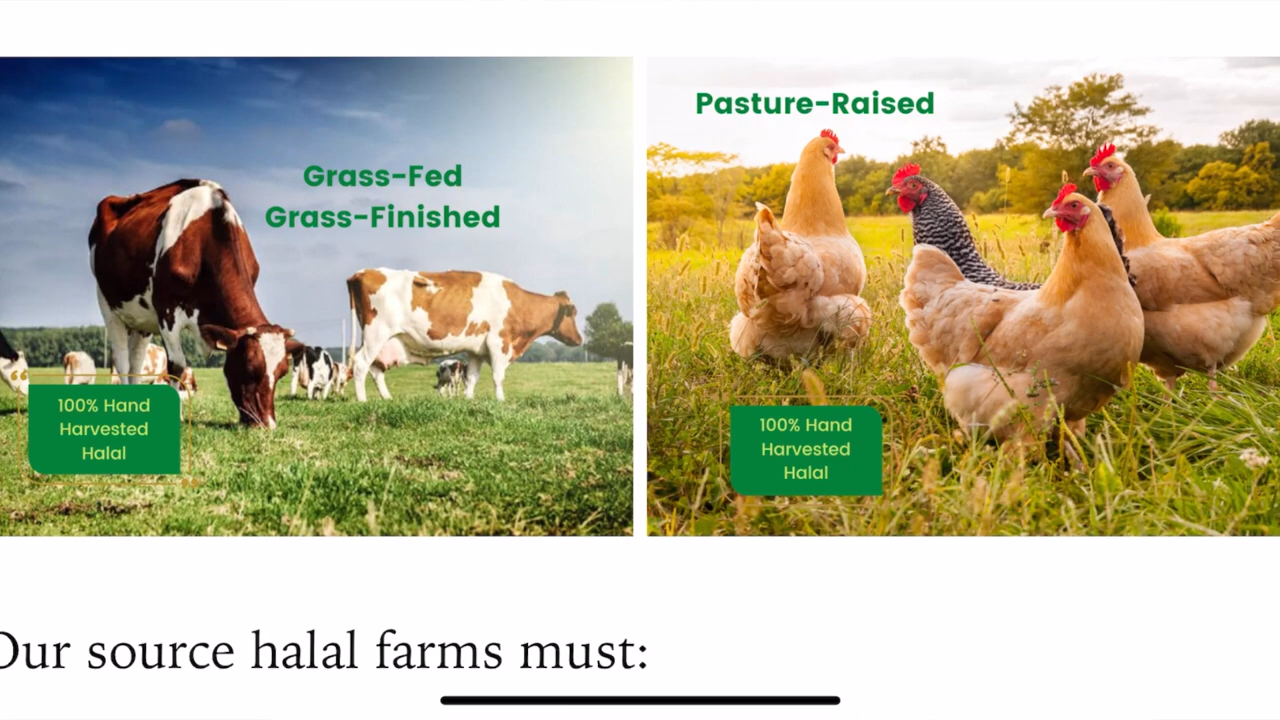 Grass-Fed
Grass-Finished
100% Hand
Harvested
Halal
Pasture-Raised
100% Hand
Harvested
Halal
Our source halal farms must: